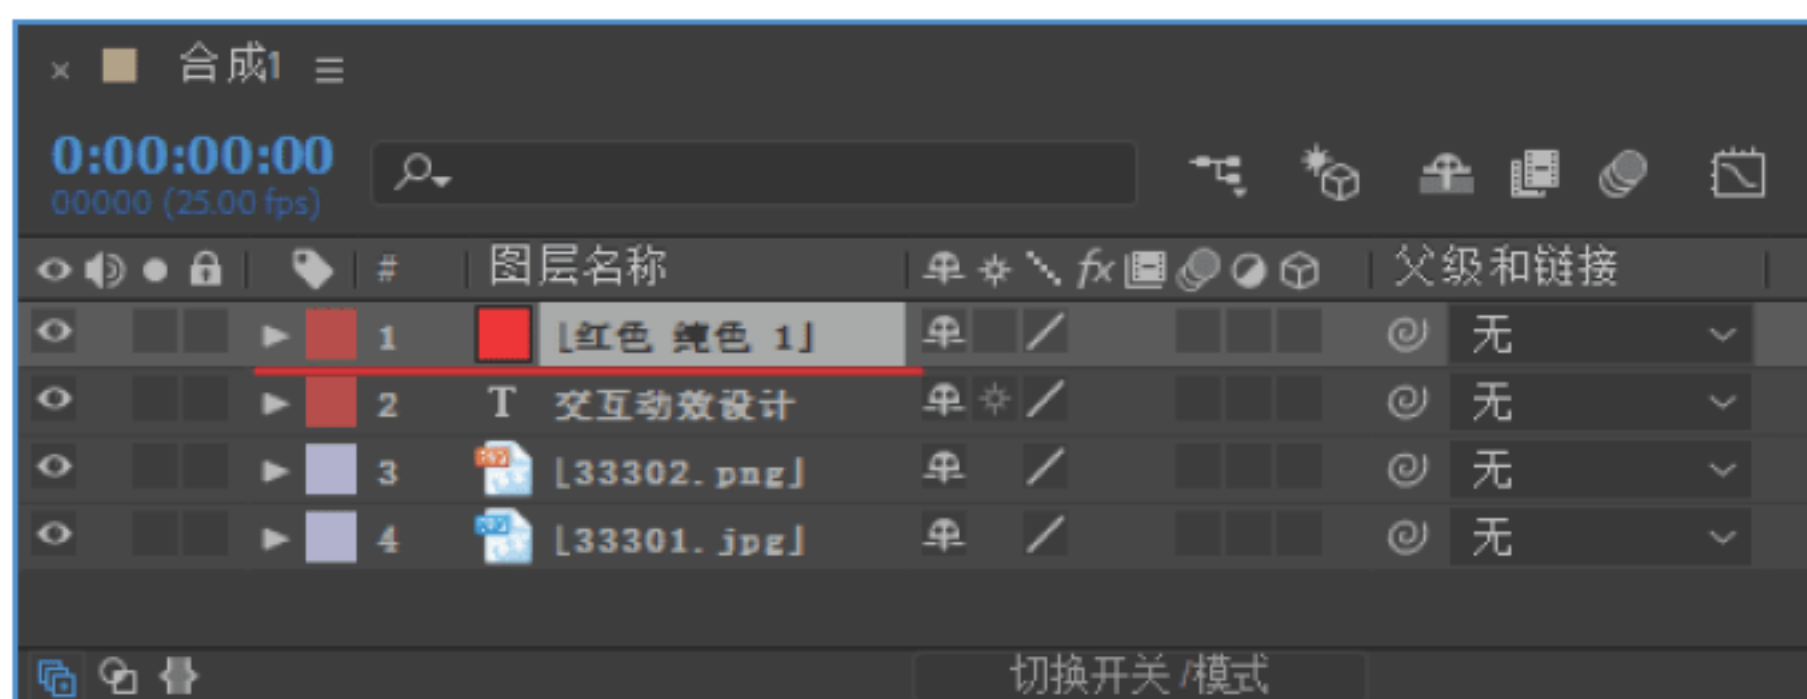 合成1
0:00:00:00
00000 (25.00 fps)
# 图层名称 fx 父级和链接
1 [红色 纯色 1] 无
2 T 交互动效设计 无
3 [33302.png] 无
4 [33301.jpg] 无
切换开关/模式